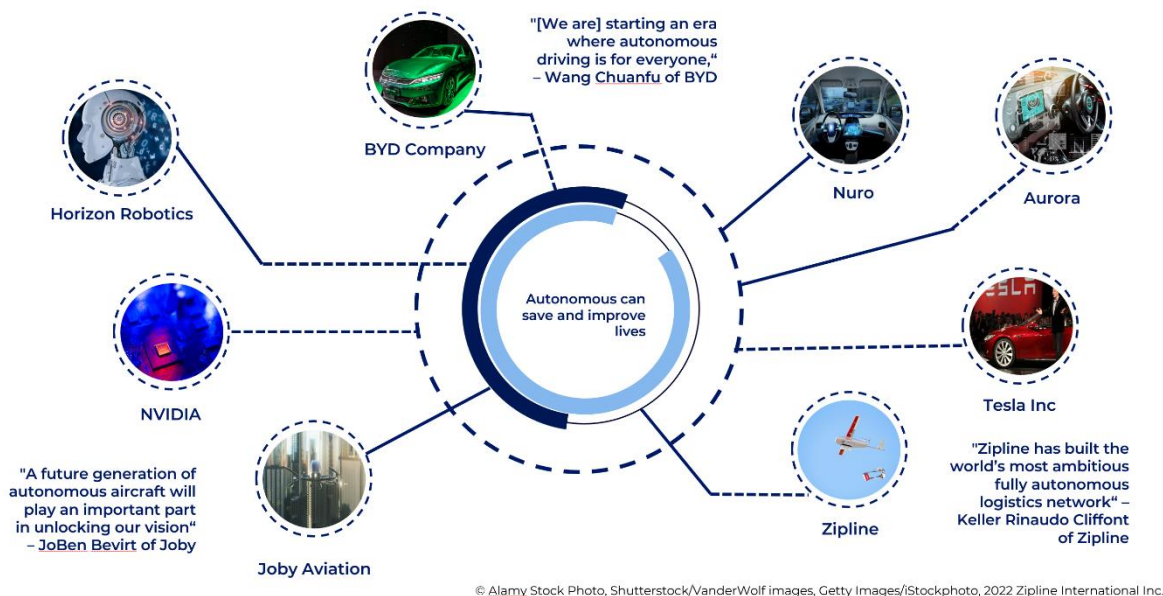 "[We are] starting an era
where autonomous
driving is for everyone,“
– Wang Chuanfu of BYD
BYD Company
Nuro
Aurora
Horizon Robotics
Autonomous can
save and improve
lives
TESLA
NVIDIA
Tesla Inc
"A future generation of
autonomous aircraft will
play an important part
in unlocking our vision“
– JoBen Bevirt of Joby
Joby Aviation
Zipline
"Zipline has built the
world’s most ambitious
fully autonomous
logistics network“ –
Keller Rinaudo Cliffont
of Zipline
© Alamy Stock Photo, Shutterstock/VanderWolf images, Getty Images/iStockphoto, 2022 Zipline International Inc.